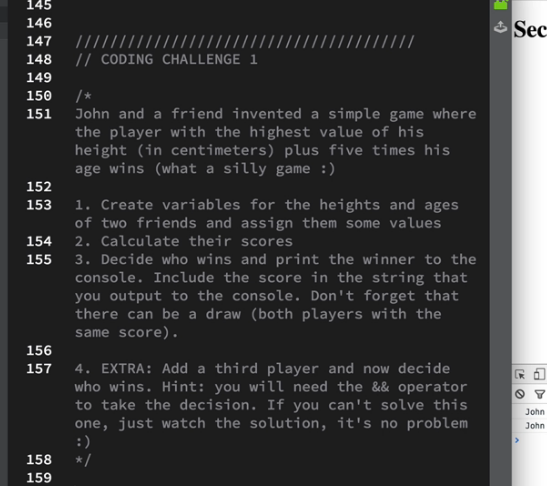 145
146
147 ///////////////////////////////////////
148 // CODING CHALLENGE 1
149
150 /*
151 John and a friend invented a simple game where
the player with the highest value of his
height (in centimeters) plus five times his
age wins (what a silly game :)
152
153 1. Create variables for the heights and ages
of two friends and assign them some values
154 2. Calculate their scores
155 3. Decide who wins and print the winner to the
console. Include the score in the string that
you output to the console. Don't forget that
there can be a draw (both players with the
same score).
156
157 4. EXTRA: Add a third player and now decide
who wins. Hint: you will need the && operator
to take the decision. If you can't solve this
one, just watch the solution, it's no problem
:)
158 */
159
Sec
John
John
>